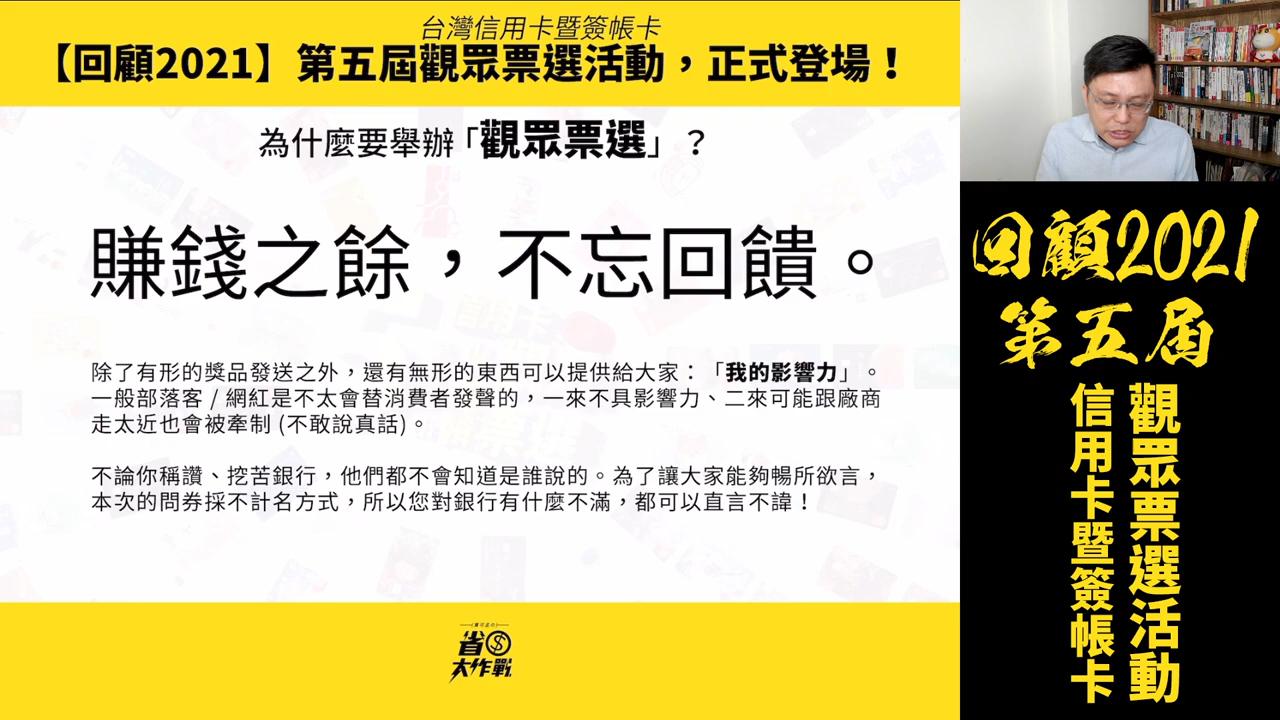 台灣信用卡暨簽帳卡
【回顧2021】第五屆觀眾票選活動，正式登場！
為什麼要舉辦「觀眾票選」？
賺錢之餘，不忘回饋。
除了有形的獎品發送之外，還有無形的東西可以提供給大家：「我的影響力」。
一般部落客 / 網紅是不太會替消費者發聲的，一來不具影響力、二來可能跟廠商
走太近也會被牽制 (不敢說真話)。
不論你稱讚、挖苦銀行，他們都不會知道是誰說的。為了讓大家能夠暢所欲言，
本次的問券採不計名方式，所以您對銀行有什麼不滿，都可以直言不諱！
省
大作戰
回顧2021
第五屆
觀眾票選活動
信用卡暨簽帳卡